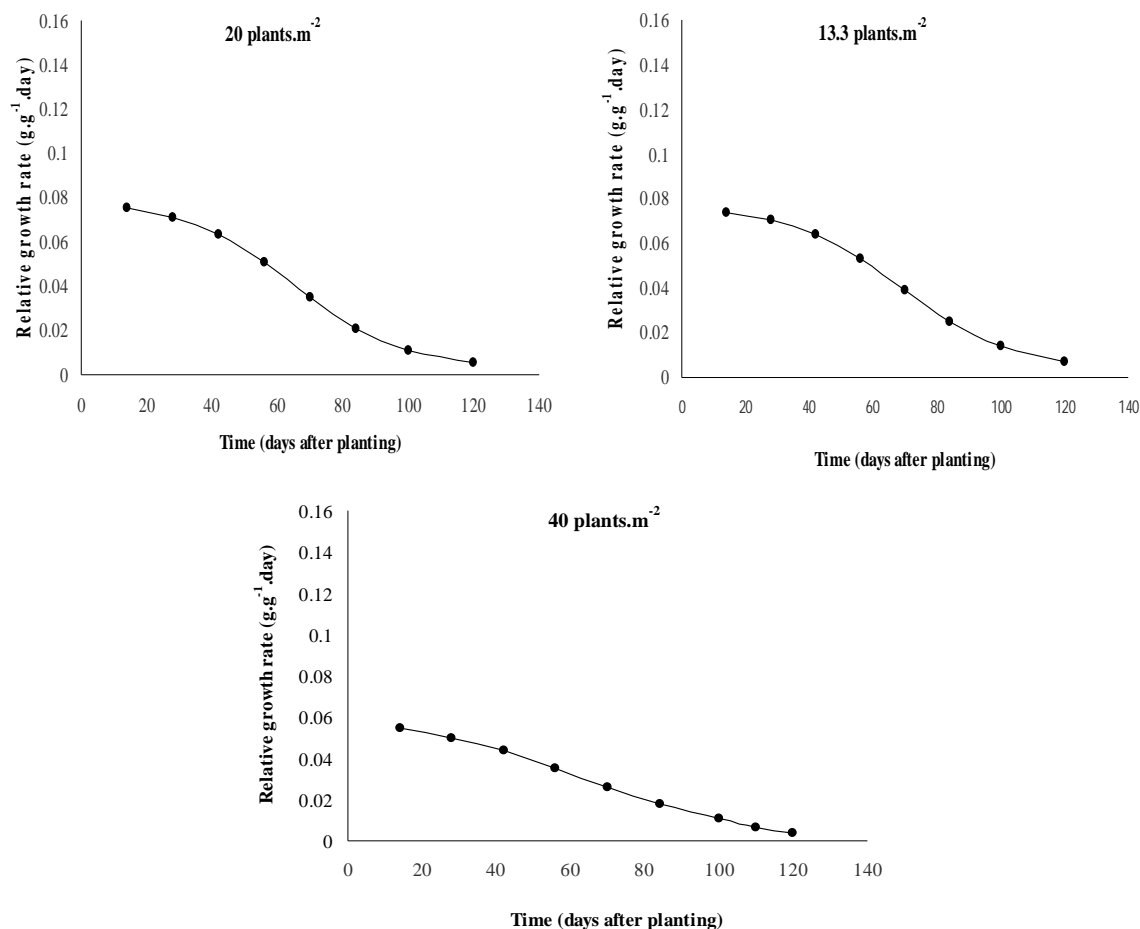 20 plants.m⁻²
Relative growth rate (g.g⁻¹.day)
0.16
0.14
0.12
0.1
0.08
0.06
0.04
0.02
0
0 20 40 60 80 100 120 140
Time (days after planting)
13.3 plants.m⁻²
Relative growth rate (g.g⁻¹.day)
0.16
0.14
0.12
0.1
0.08
0.06
0.04
0.02
0
0 20 40 60 80 100 120 140
Time (days after planting)
40 plants.m⁻²
Relative growth rate (g.g⁻¹.day)
0.16
0.14
0.12
0.1
0.08
0.06
0.04
0.02
0
0 20 40 60 80 100 120 140
Time (days after planting)